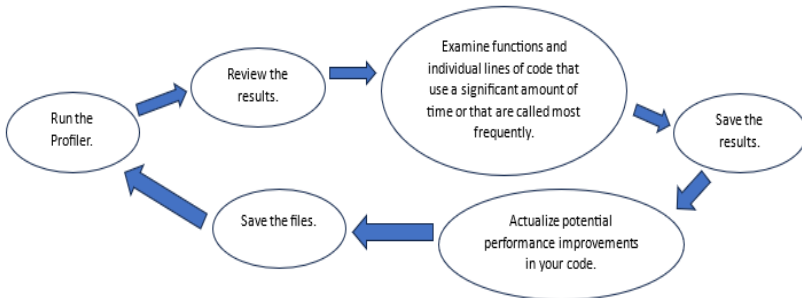 Run the
Profiler.
Review the
results.
Examine functions and
individual lines of code that
use a significant amount of
time or that are called most
frequently.
Save the
results.
Actualize potential
performance improvements
in your code.
Save the files.